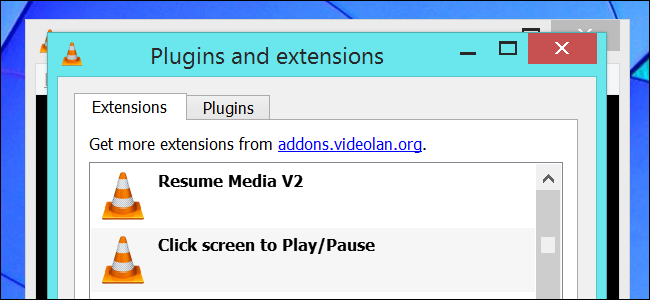 Plugins and extensions
Extensions Plugins
Get more extensions from addons.videolan.org.
Resume Media V2
Click screen to Play/Pause